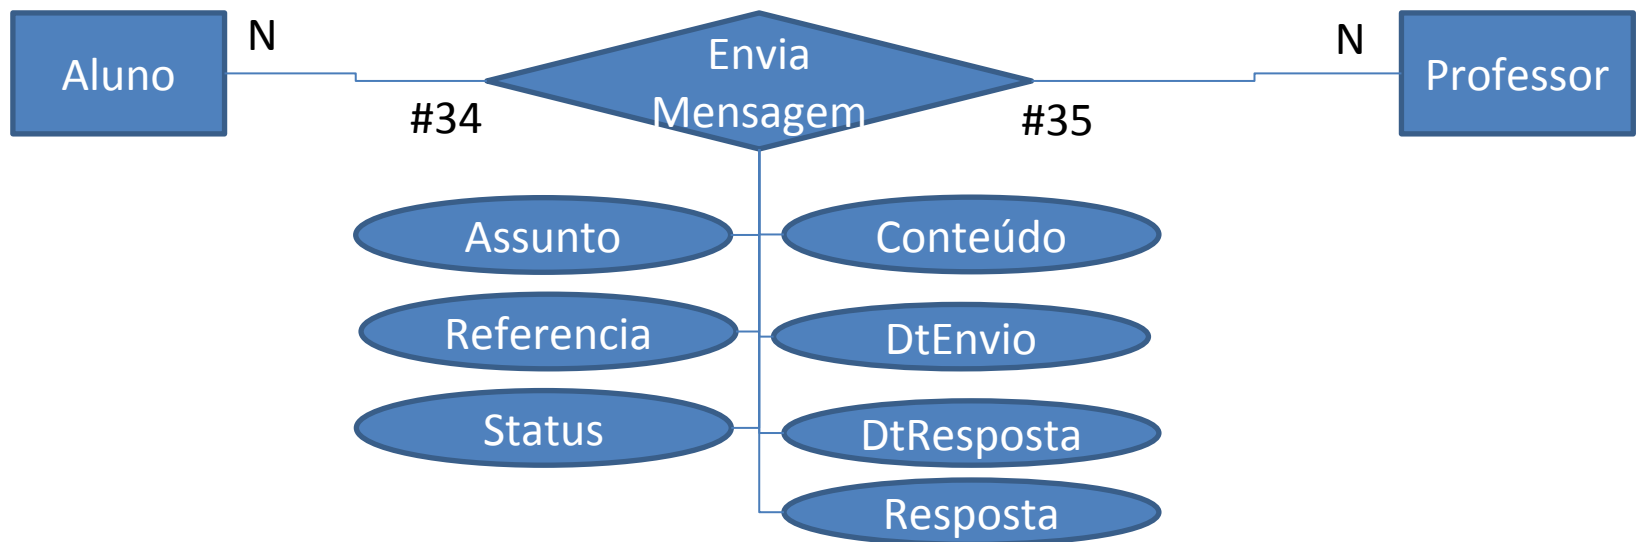 Aluno
N
#34
Envia
Mensagem
#35
N
Professor
Assunto
Conteúdo
Referencia
DtEnvio
Status
DtResposta
Resposta